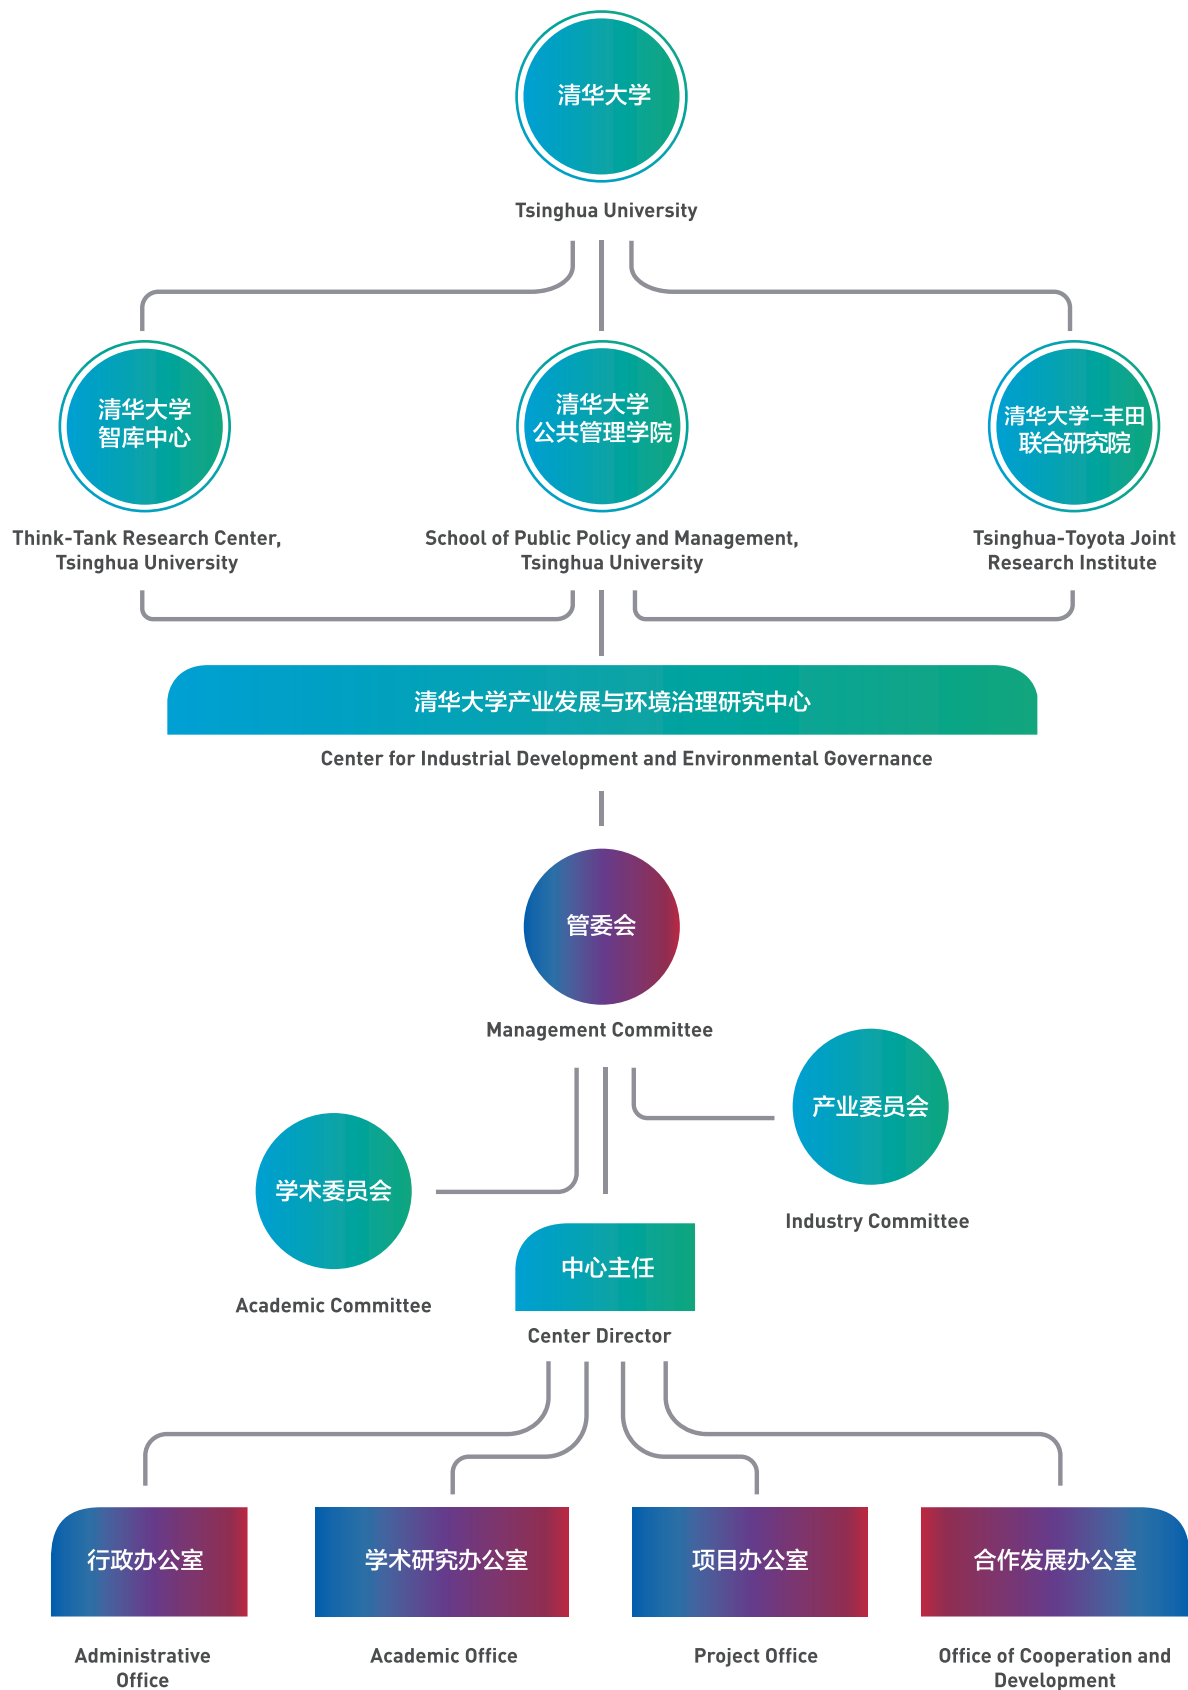 清华大学
Tsinghua University
清华大学
智库中心
Think-Tank Research Center,
Tsinghua University
清华大学
公共管理学院
School of Public Policy and Management,
Tsinghua University
清华大学-丰田
联合研究院
Tsinghua-Toyota Joint
Research Institute
清华大学产业发展与环境治理研究中心
Center for Industrial Development and Environmental Governance
管委会
Management Committee
产业委员会
Industry Committee
学术委员会
Academic Committee
中心主任
Center Director
行政办公室
Administrative
Office
学术研究办公室
Academic Office
项目办公室
Project Office
合作发展办公室
Office of Cooperation and
Development